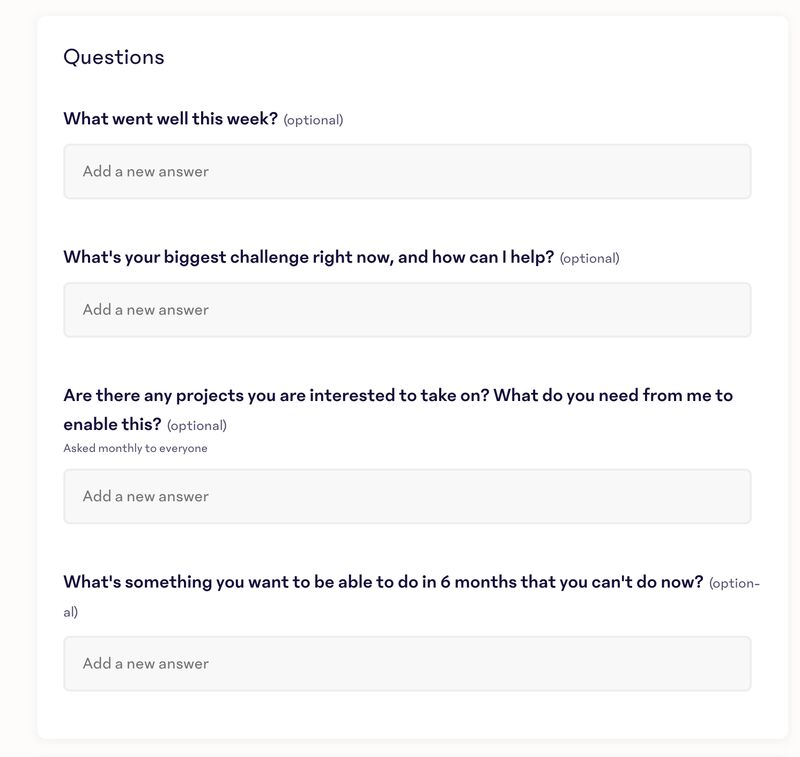 Questions
What went well this week? (optional)
Add a new answer
What's your biggest challenge right now, and how can I help? (optional)
Add a new answer
Are there any projects you are interested to take on? What do you need from me to
enable this? (optional)
Asked monthly to everyone
Add a new answer
What's something you want to be able to do in 6 months that you can't do now? (option-
al)
Add a new answer